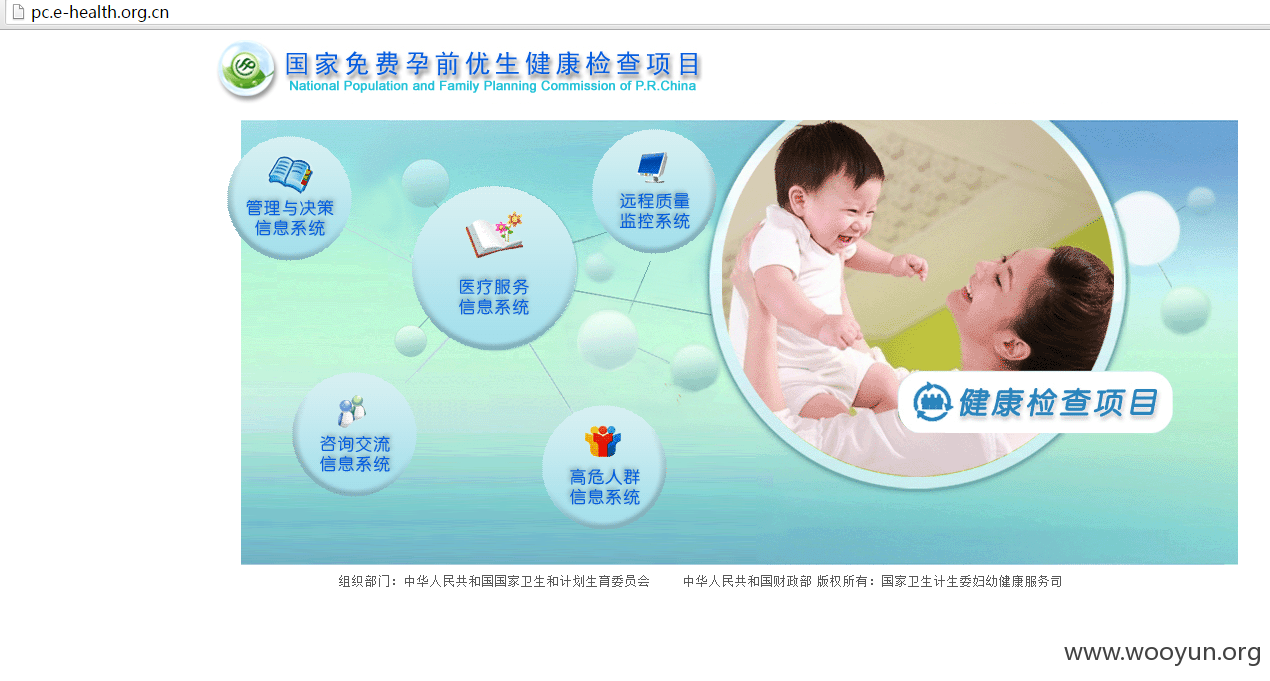 pc.e-health.org.cn
国家免费孕前优生健康检查项目
National Population and Family Planning Commission of P.R.China
管理与决策
信息系统
远程质量
监控系统
医疗服务
信息系统
健康检查项目
咨询交流
信息系统
高危人群
信息系统
组织部门：中华人民共和国国家卫生和计划生育委员会 中华人民共和国财政部 版权所有：国家卫生计生委妇幼健康服务司
www.wooyun.org